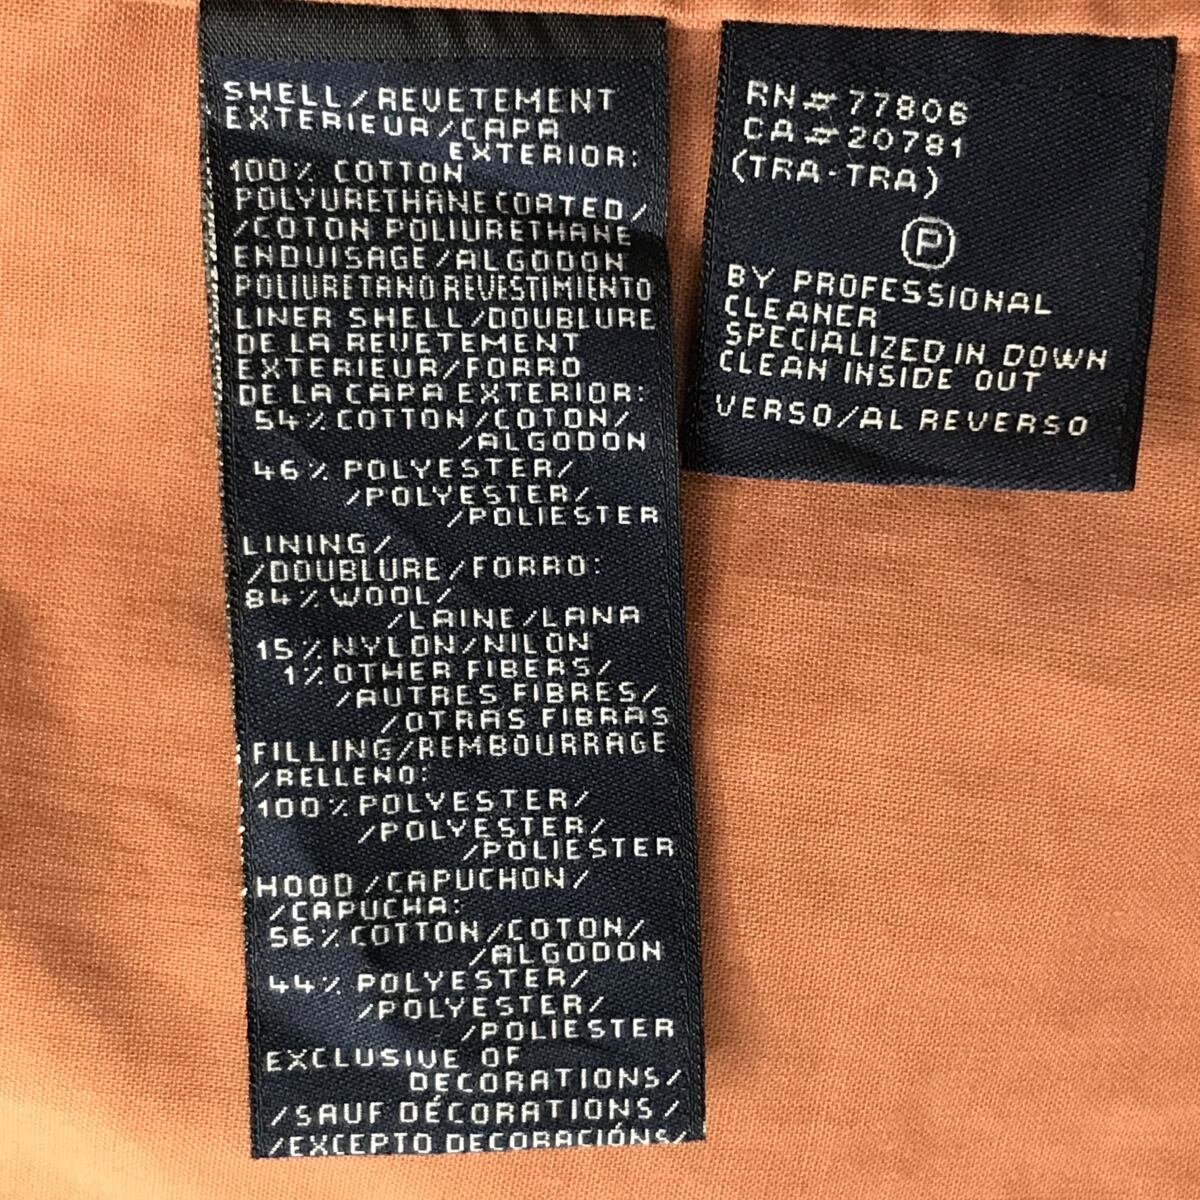 SHELL/REVETEMENT
EXTERIEUR/CAPA
EXTERIOR:
100% COTTON
POLYURETHANE COATED/
/COTON POLIURETHANE
ENDUISAGE/ALGODON
POLIURETANO REVESTIMIENTO
LINER SHELL/DOUBLURE
DE LA REVETEMENT
EXTERIEUR/FORRO
DE LA CAPA EXTERIOR:
54% COTTON/COTON/
/ALGODON
46% POLYESTER/
/POLYESTER/
/POLIESTER
LINING/
/DOUBLURE/FORRO:
84% WOOL/
/LAINE/LANA
15% NYLON/NILON
1% OTHER FIBERS/
/AUTRES FIBRES/
/OTRAS FIBRAS
FILLING/REMBOURRAGE
/RELLENO:
100% POLYESTER/
/POLYESTER/
/POLIESTER
HOOD/CAPUCHON/
/CAPUCHA:
56% COTTON/COTON/
/ALGODON
44% POLYESTER/
/POLYESTER/
/POLIESTER
EXCLUSIVE OF
DECORATIONS/
/SAUF DÉCORATIONS/
/EXCEPTO DECORACIÓNS/
RN# 77806
CA# 20781
(TRA-TRA)
P
BY PROFESSIONAL
CLEANER
SPECIALIZED IN DOWN
CLEAN INSIDE OUT
VERSO/AL REVERSO